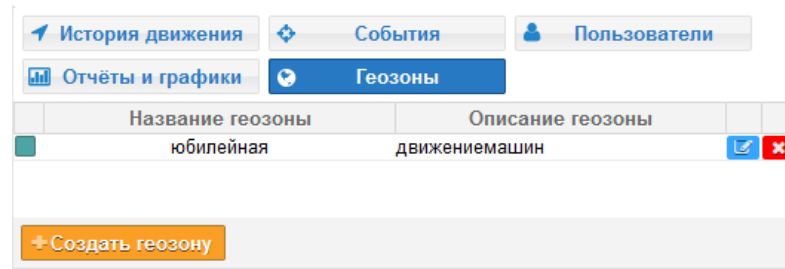 История движения События Пользователи
Отчёты и графики Геозоны
Название геозоны Описание геозоны
юбилейная движениемашин
Создать геозону